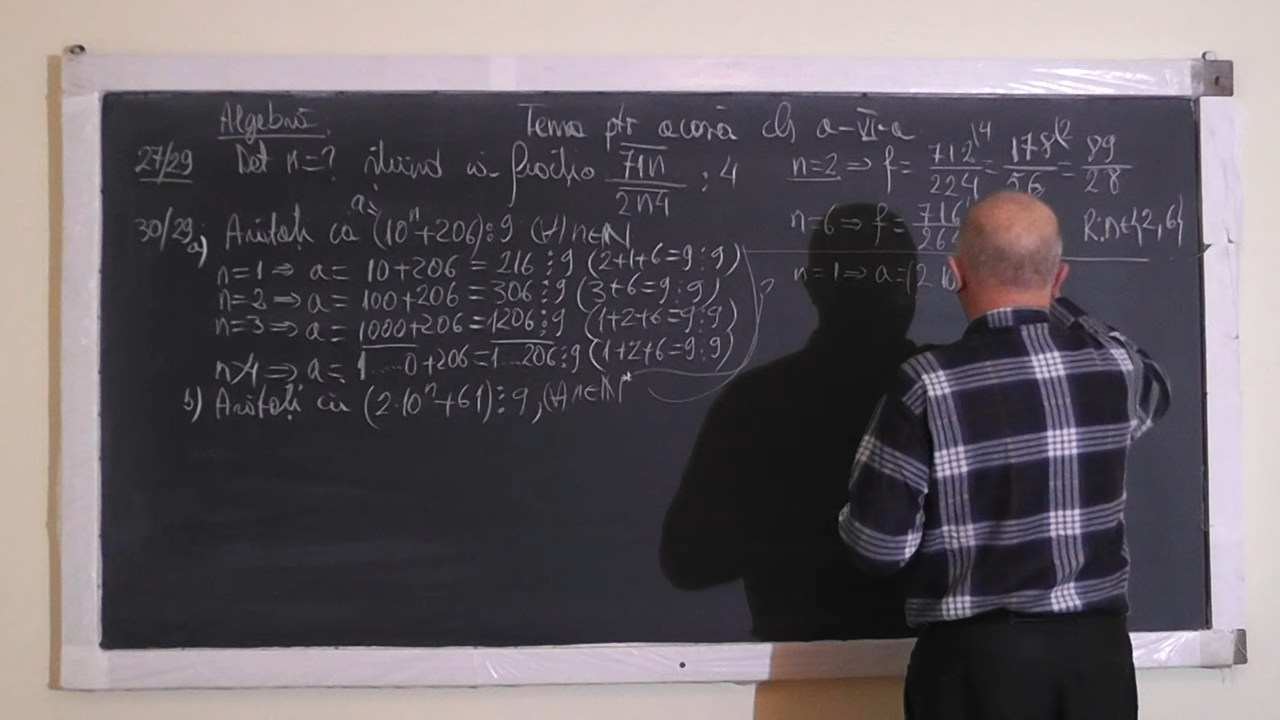 Algebră
Tema ptr acasă cls a-VI-a
27/29 Det n=? știind că fracția 71n/2n4 ⋮ 4
30/29 a) Arătați că (10ⁿ+206)⋮9 (∀)n∈N
a=
n=1 ⇒ a= 10+206 = 216 ⋮9 (2+1+6=9⋮9)
n=2 ⇒ a= 100+206 = 306 ⋮9 (3+6=9⋮9)
n=3 ⇒ a= 1000+206 = 1206⋮9 (1+2+6=9⋮9)
⇒ a= 1....0+206=1...206⋮9 (1+2+6=9⋮9)
b) Arătați că (2·10ⁿ+61)⋮9, (∀)n∈N*
n=2 ⇒ f= 712/224 = 178/56 = 89/28
n=6 ⇒ f= 716
R:n∈{2,6}
n=1 ⇒ a=(2·10
?